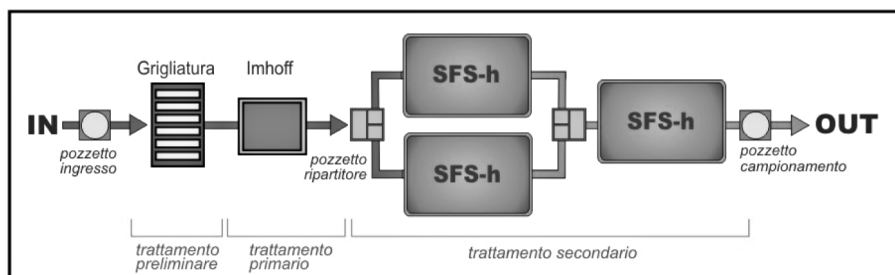 Grigliatura
Imhoff
SFS-h
IN
SFS-h
OUT
pozzetto
ingresso
pozzetto
ripartitore
SFS-h
pozzetto
campionamento
trattamento
preliminare
trattamento
primario
trattamento secondario